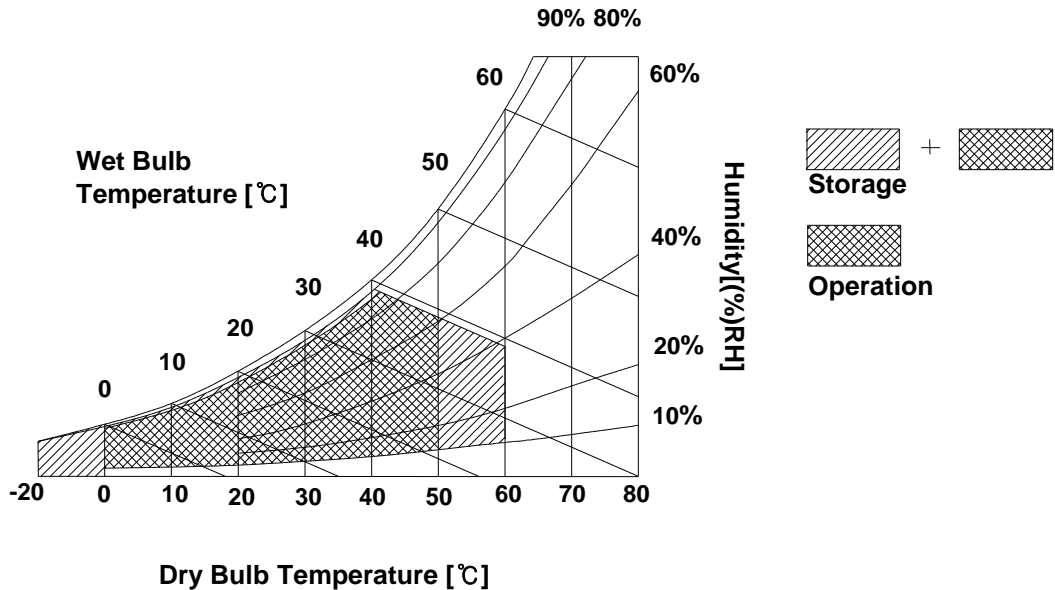 90% 80%
60
60%
50
Wet Bulb
Temperature [℃]
Storage
+
40%
40
Humidity[(%)RH]
30
Operation
20
20%
10
0
10%
-20 0 10 20 30 40 50 60 70 80
Dry Bulb Temperature [℃]